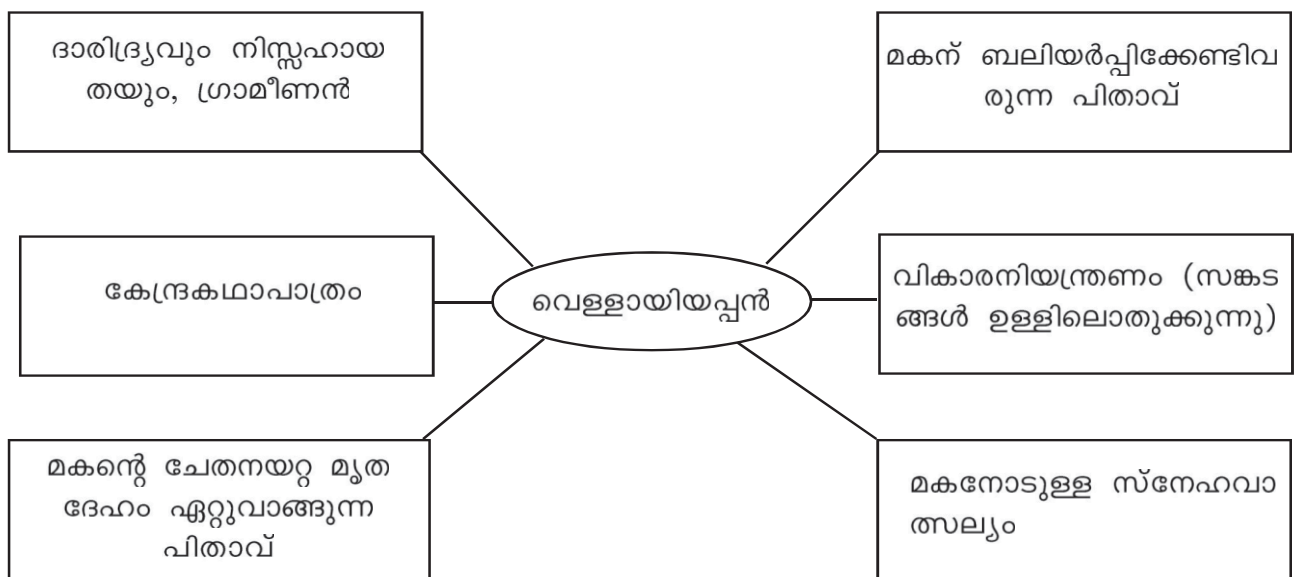 ദാരിദ്ര്യവും നിസ്സഹായ
തയും, ഗ്രാമീണൻ
മകന് ബലിയർപ്പിക്കേണ്ടിവ
രുന്ന പിതാവ്
കേന്ദ്രകഥാപാത്രം
വെള്ളായിയപ്പൻ
വികാരനിയന്ത്രണം (സങ്കട
ങ്ങൾ ഉള്ളിലൊതുക്കുന്നു)
മകന്റെ ചേതനയറ്റ മൃത
ദേഹം ഏറ്റുവാങ്ങുന്ന
പിതാവ്
മകനോടുള്ള സ്നേഹവാ
ത്സല്യം